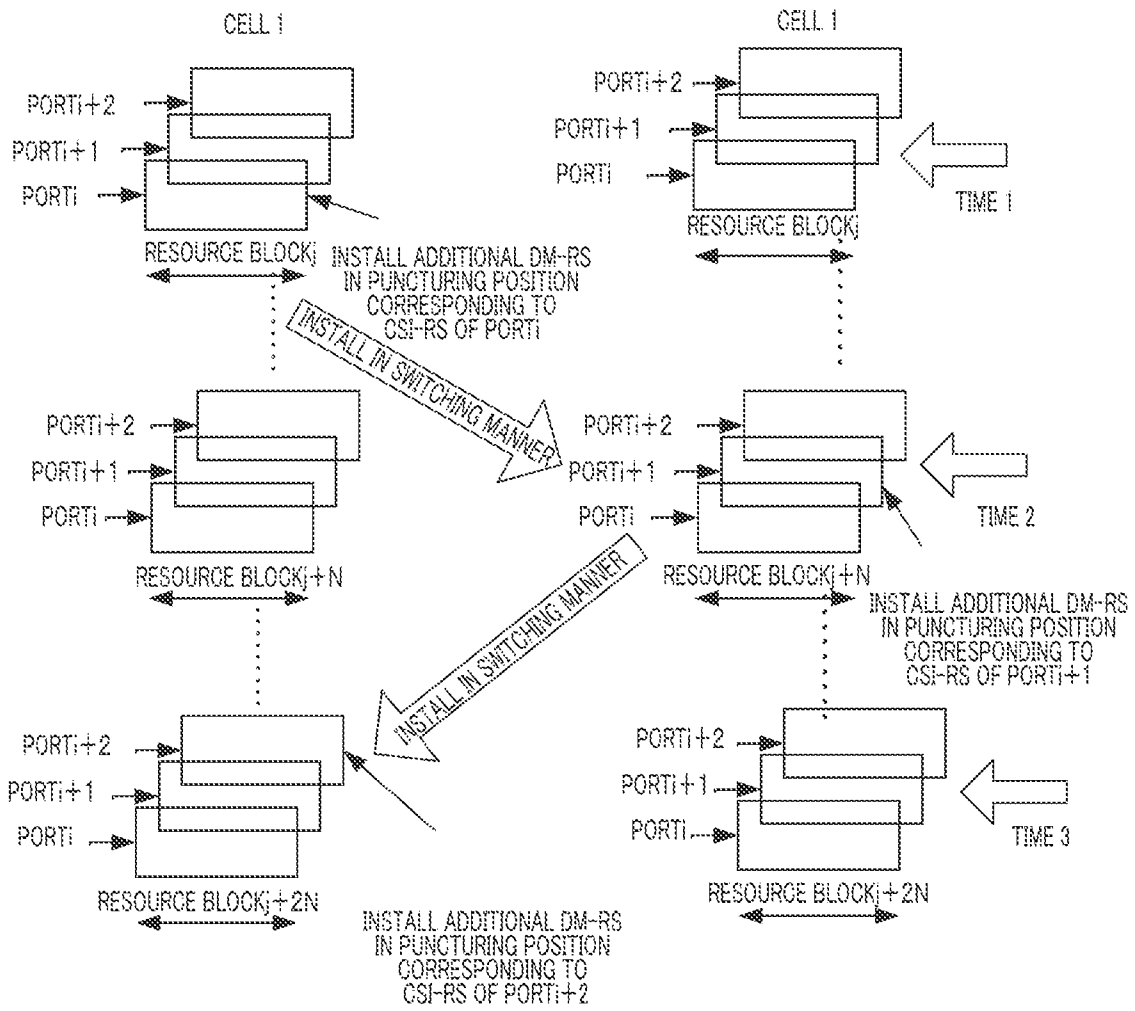 CELL 1
PORTi+2
PORTi+1
PORTi
RESOURCE BLOCKj
INSTALL ADDITIONAL DM-RS
IN PUNCTURING POSITION
CORRESPONDING TO
CSI-RS OF PORTi
CELL 1
PORTi+2
PORTi+1
PORTi
TIME 1
RESOURCE BLOCKj
INSTALL IN SWITCHING MANNER
PORTi+2
PORTi+1
PORTi
RESOURCE BLOCKj+N
PORTi+2
PORTi+1
PORTi
TIME 2
RESOURCE BLOCKj+N
INSTALL ADDITIONAL DM-RS
IN PUNCTURING POSITION
CORRESPONDING TO
CSI-RS OF PORTi+1
INSTALL IN SWITCHING MANNER
PORTi+2
PORTi+1
PORTi
RESOURCE BLOCKj+2N
INSTALL ADDITIONAL DM-RS
IN PUNCTURING POSITION
CORRESPONDING TO
CSI-RS OF PORTi+2
PORTi+2
PORTi+1
PORTi
TIME 3
RESOURCE BLOCKj+2N